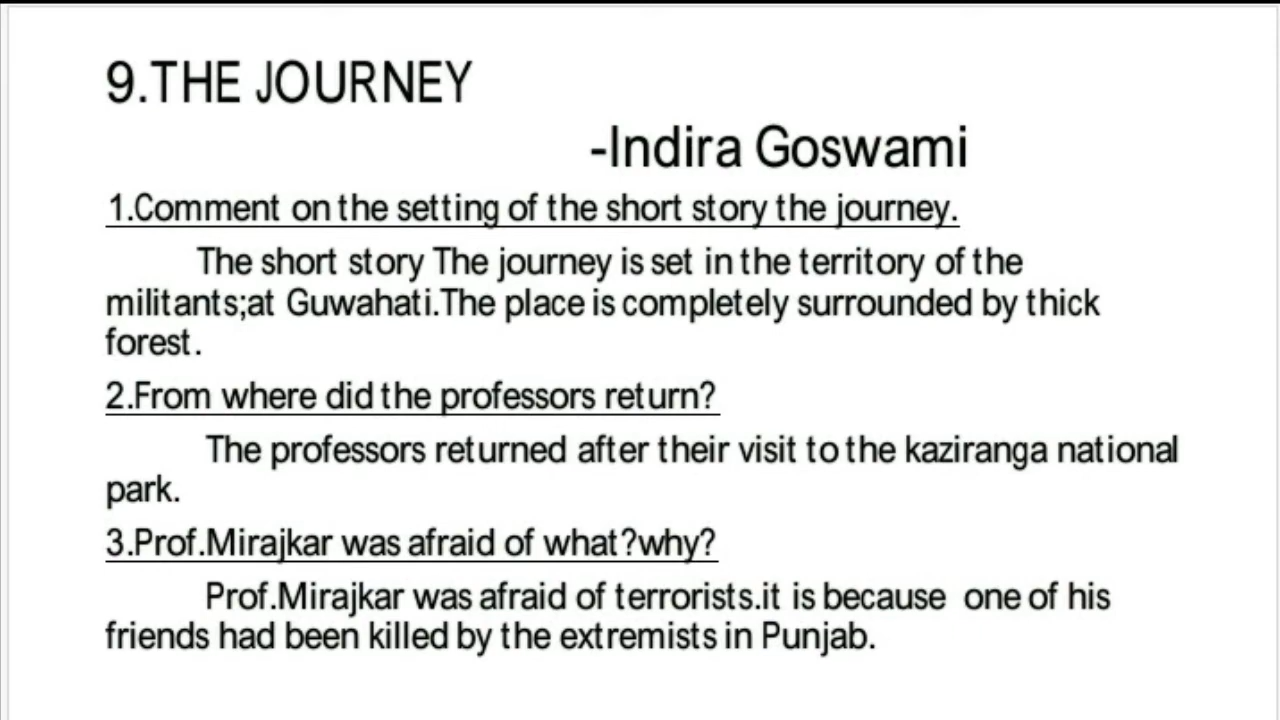 9.THE JOURNEY
-Indira Goswami
1.Comment on the setting of the short story the journey.
The short story The journey is set in the territory of the
militants;at Guwahati.The place is completely surrounded by thick
forest.
2.From where did the professors return?
The professors returned after their visit to the kaziranga national
park.
3.Prof.Mirajkar was afraid of what?why?
Prof.Mirajkar was afraid of terrorists.it is because one of his
friends had been killed by the extremists in Punjab.